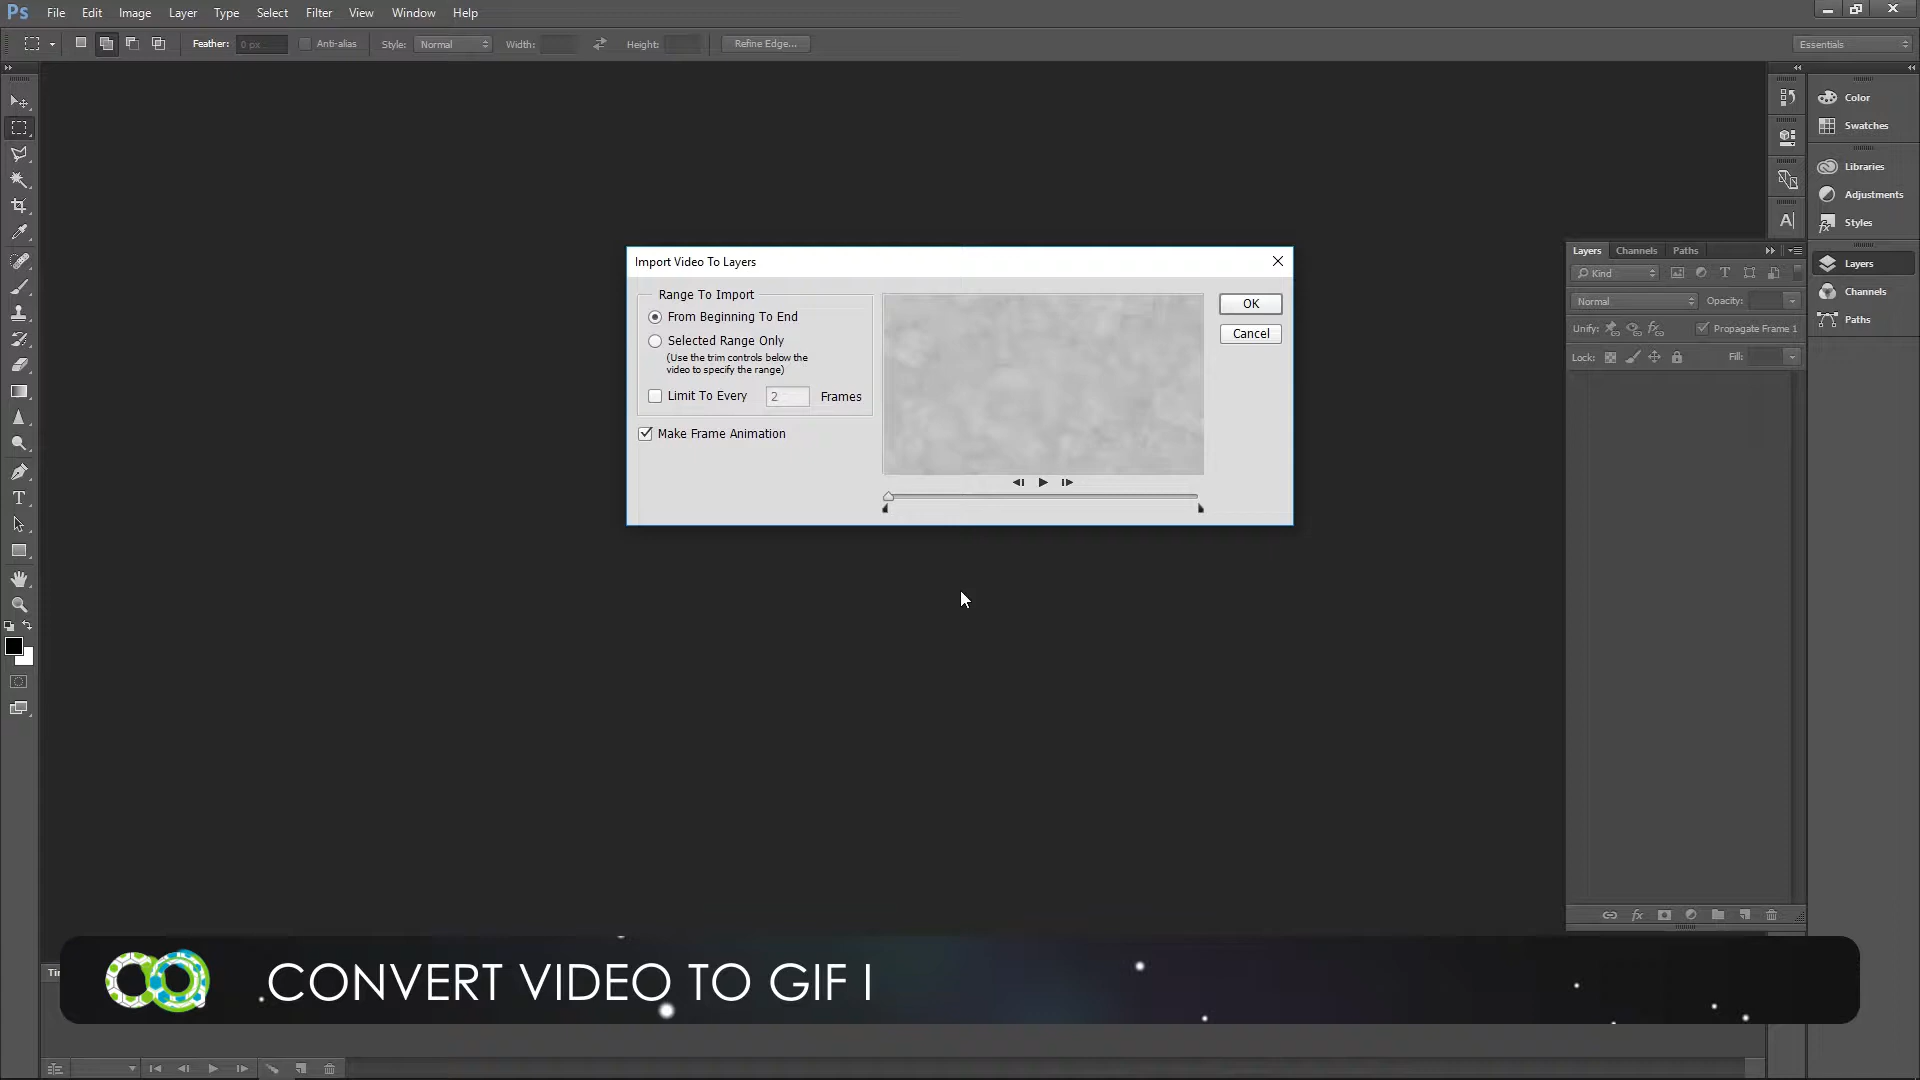 Ps File Edit Image Layer Type Select Filter View Window Help
Feather: 0 px Anti-alias Style: Normal Width: Height: Refine Edge... Essentials
Color
Swatches
Libraries
Adjustments
Styles
Layers
Channels
Paths
Layers Channels Paths
Kind
Normal Opacity:
Unify: Propagate Frame 1
Lock: Fill:
Import Video To Layers
Range To Import
From Beginning To End
Selected Range Only
(Use the trim controls below the
video to specify the range)
Limit To Every 2 Frames
Make Frame Animation
OK
Cancel
CONVERT VIDEO TO GIF I